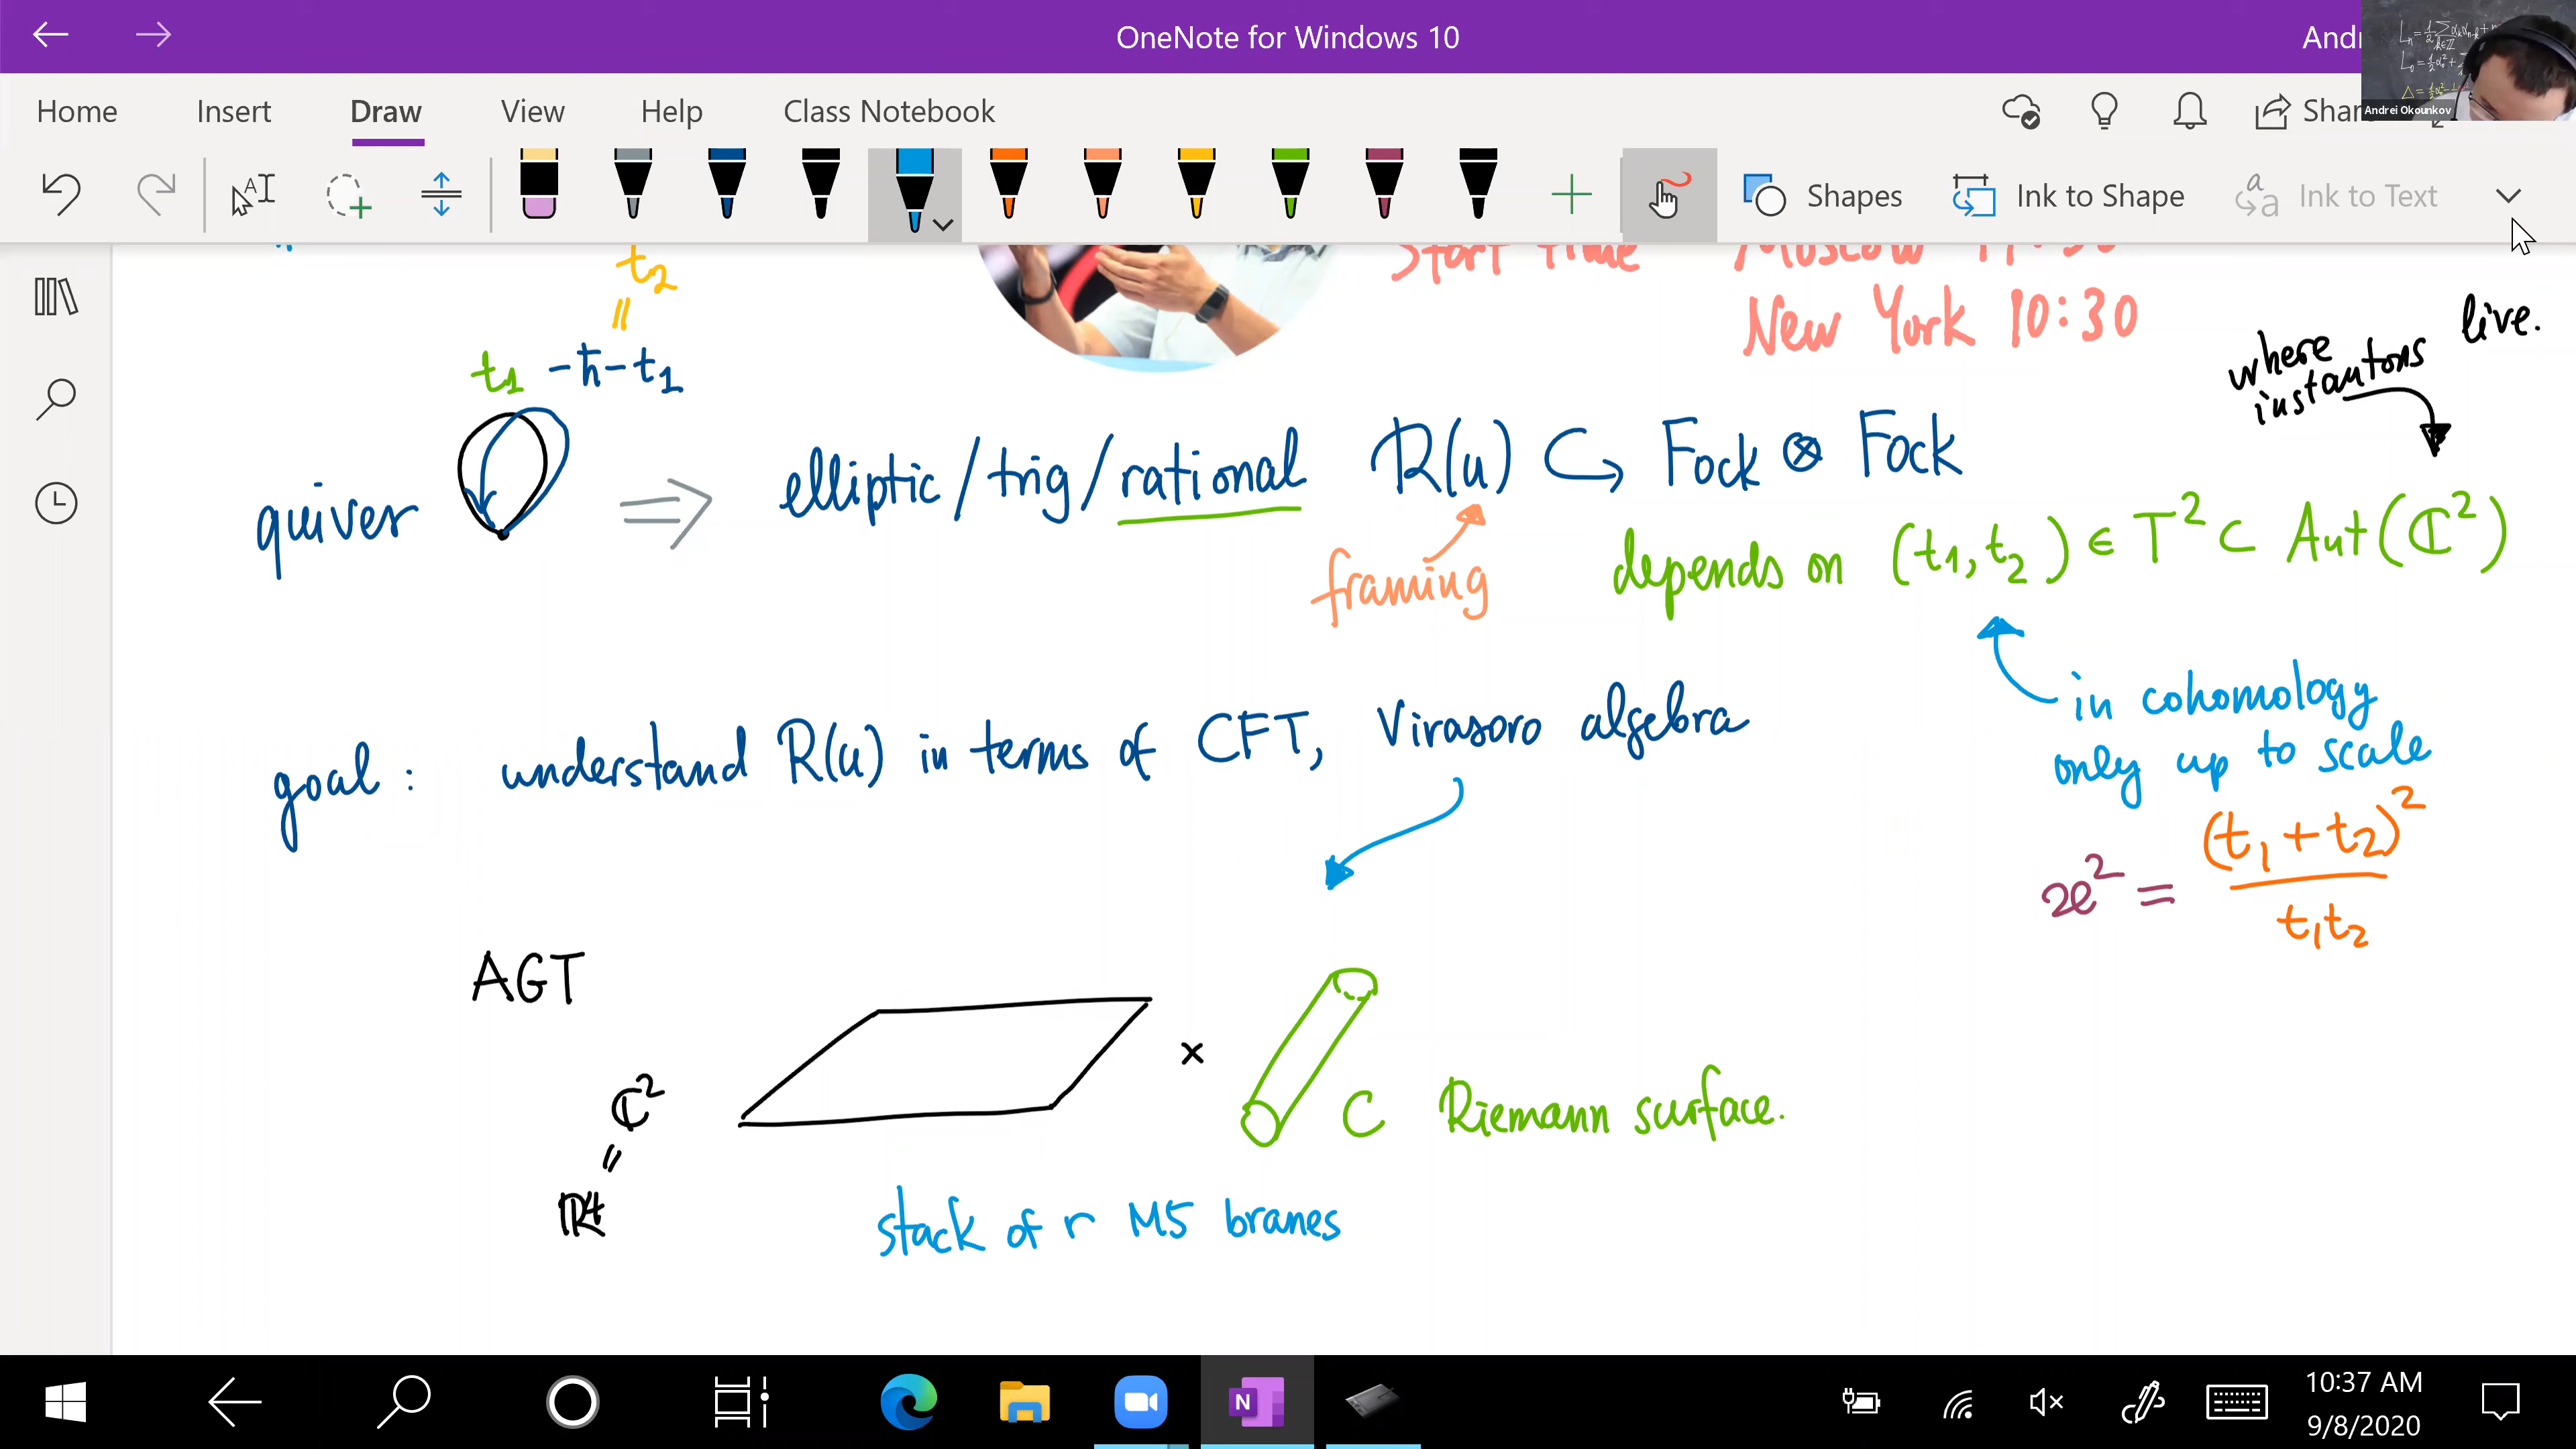 OneNote for Windows 10
Andrei Okounkov
Home Insert Draw View Help Class Notebook
Shapes Ink to Shape Ink to Text
Start time Moscow
New York 10:30
t₂
=
t₁ -ħ-t₁
where instantons live.
quiver ⇒ elliptic/trig/rational R(u) ↪ Fock ⊗ Fock
framing
depends on (t₁,t₂) ∈ T² ⊂ Aut(ℂ²)
in cohomology
only up to scale
goal: understand R(u) in terms of CFT, Virasoro algebra
æ² = (t₁+t₂)²/t₁t₂
AGT
ℂ² × C Riemann surface.
=
ℝ⁴
stack of r M5 branes
10:37 AM
9/8/2020